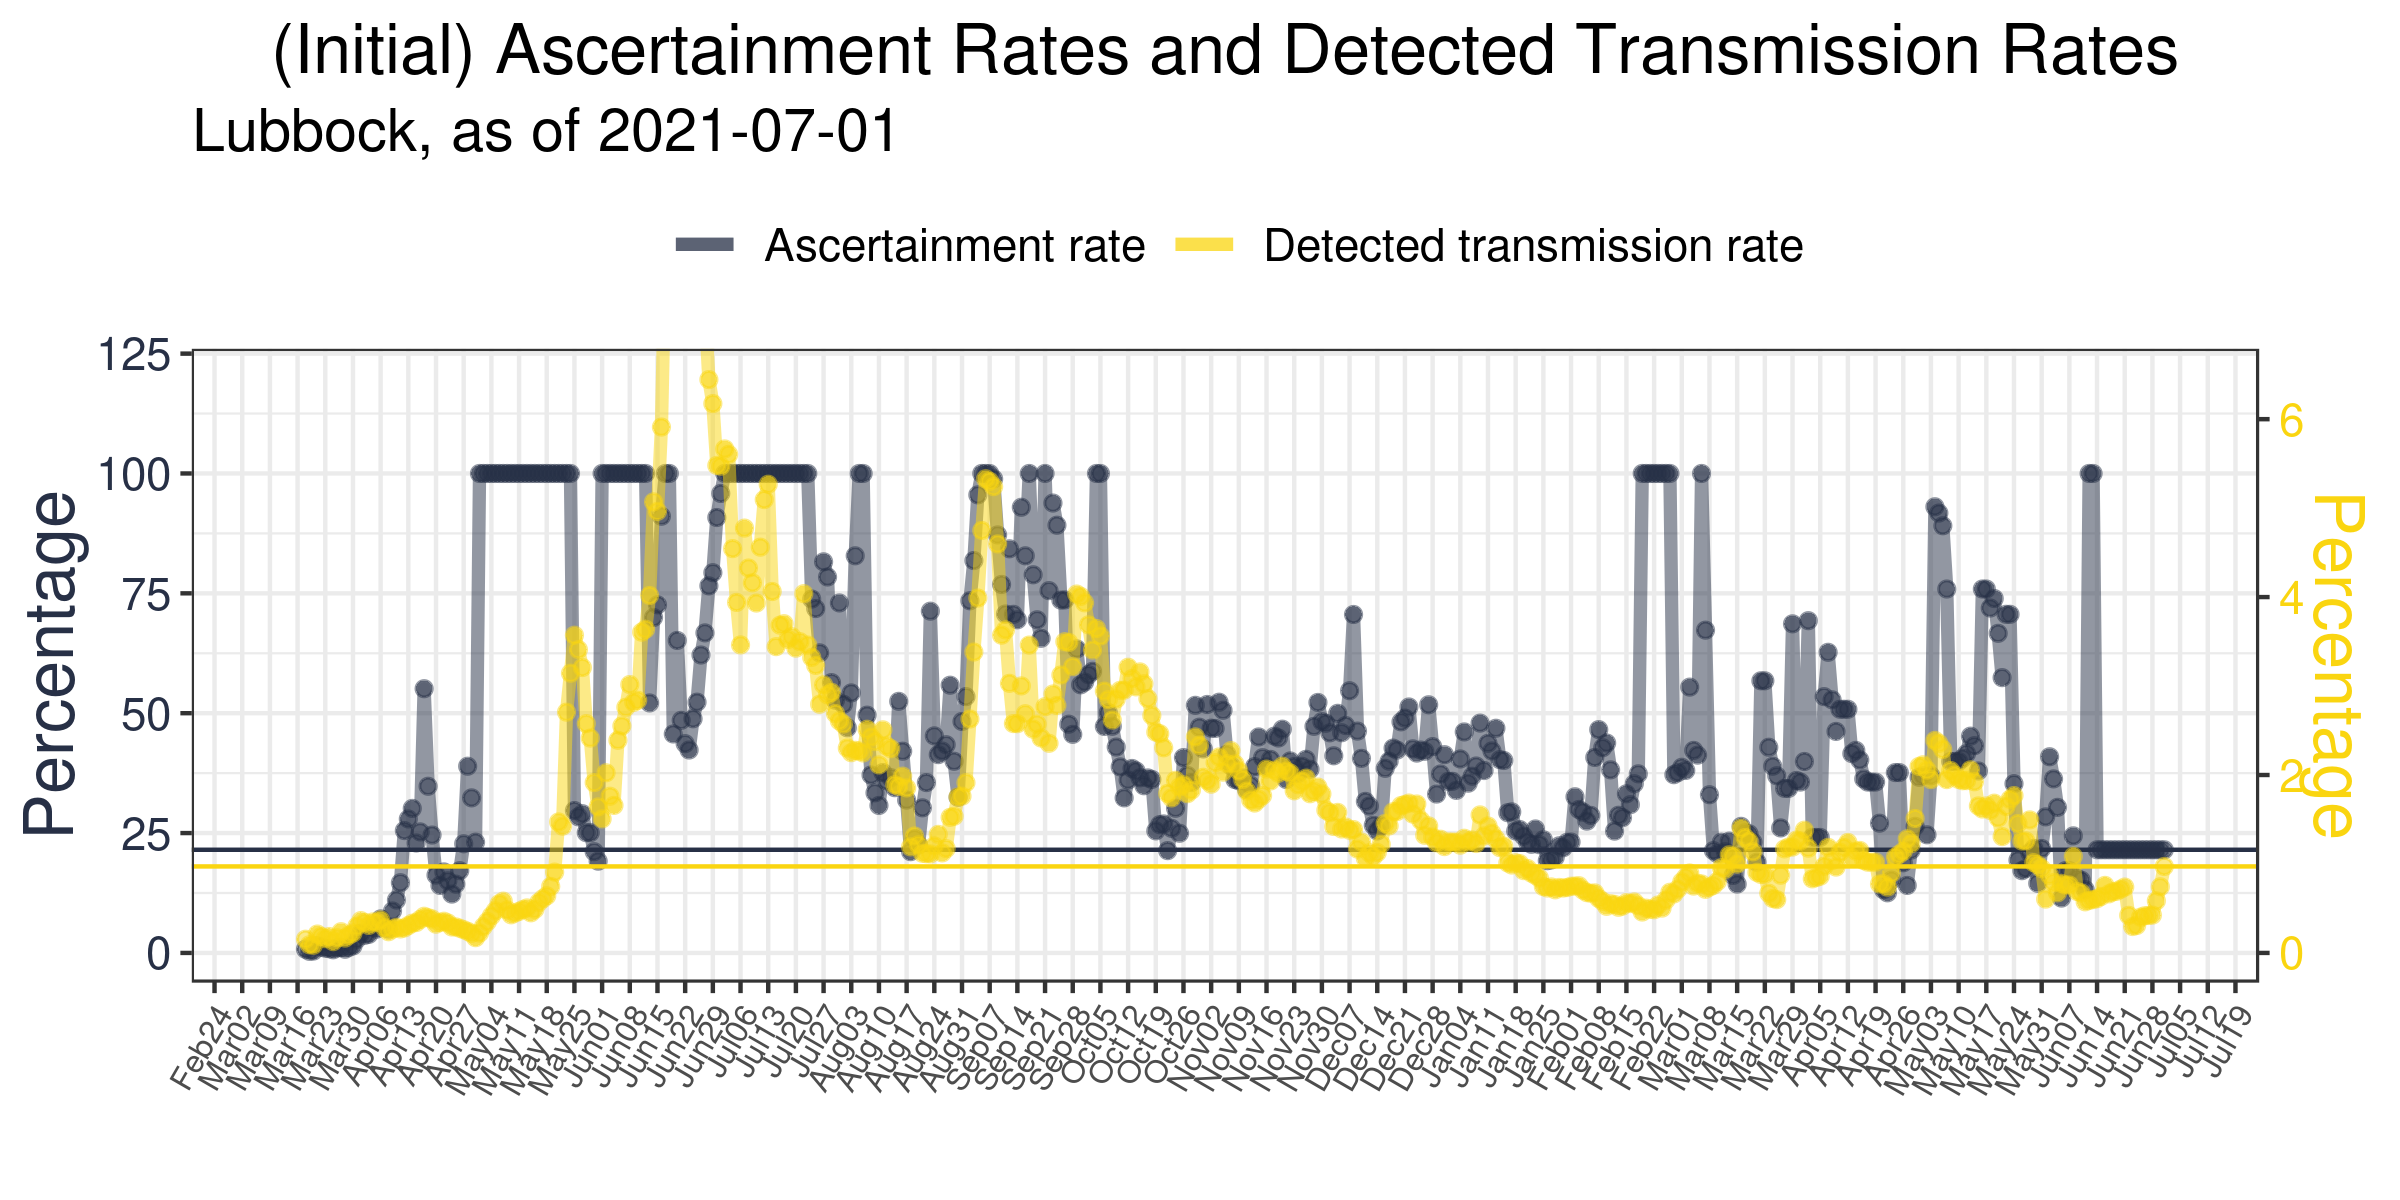 (Initial) Ascertainment Rates and Detected Transmission Rates
Lubbock, as of 2021-07-01
Ascertainment rate
Detected transmission rate
125
100
75
50
25
0
Percentage
6
4
2
0
Percentage
Feb24
Mar02
Mar09
Mar16
Mar23
Mar30
Apr06
Apr13
Apr20
Apr27
May04
May11
May18
May25
Jun01
Jun08
Jun15
Jun22
Jun29
Jul06
Jul13
Jul20
Jul27
Aug03
Aug10
Aug17
Aug24
Aug31
Sep07
Sep14
Sep21
Sep28
Oct05
Oct12
Oct19
Oct26
Nov02
Nov09
Nov16
Nov23
Nov30
Dec07
Dec14
Dec21
Dec28
Jan04
Jan11
Jan18
Jan25
Feb01
Feb08
Feb15
Feb22
Mar01
Mar08
Mar15
Mar22
Mar29
Apr05
Apr12
Apr19
Apr26
May03
May10
May17
May24
May31
Jun07
Jun14
Jun21
Jun28
Jul05
Jul12
Jul19